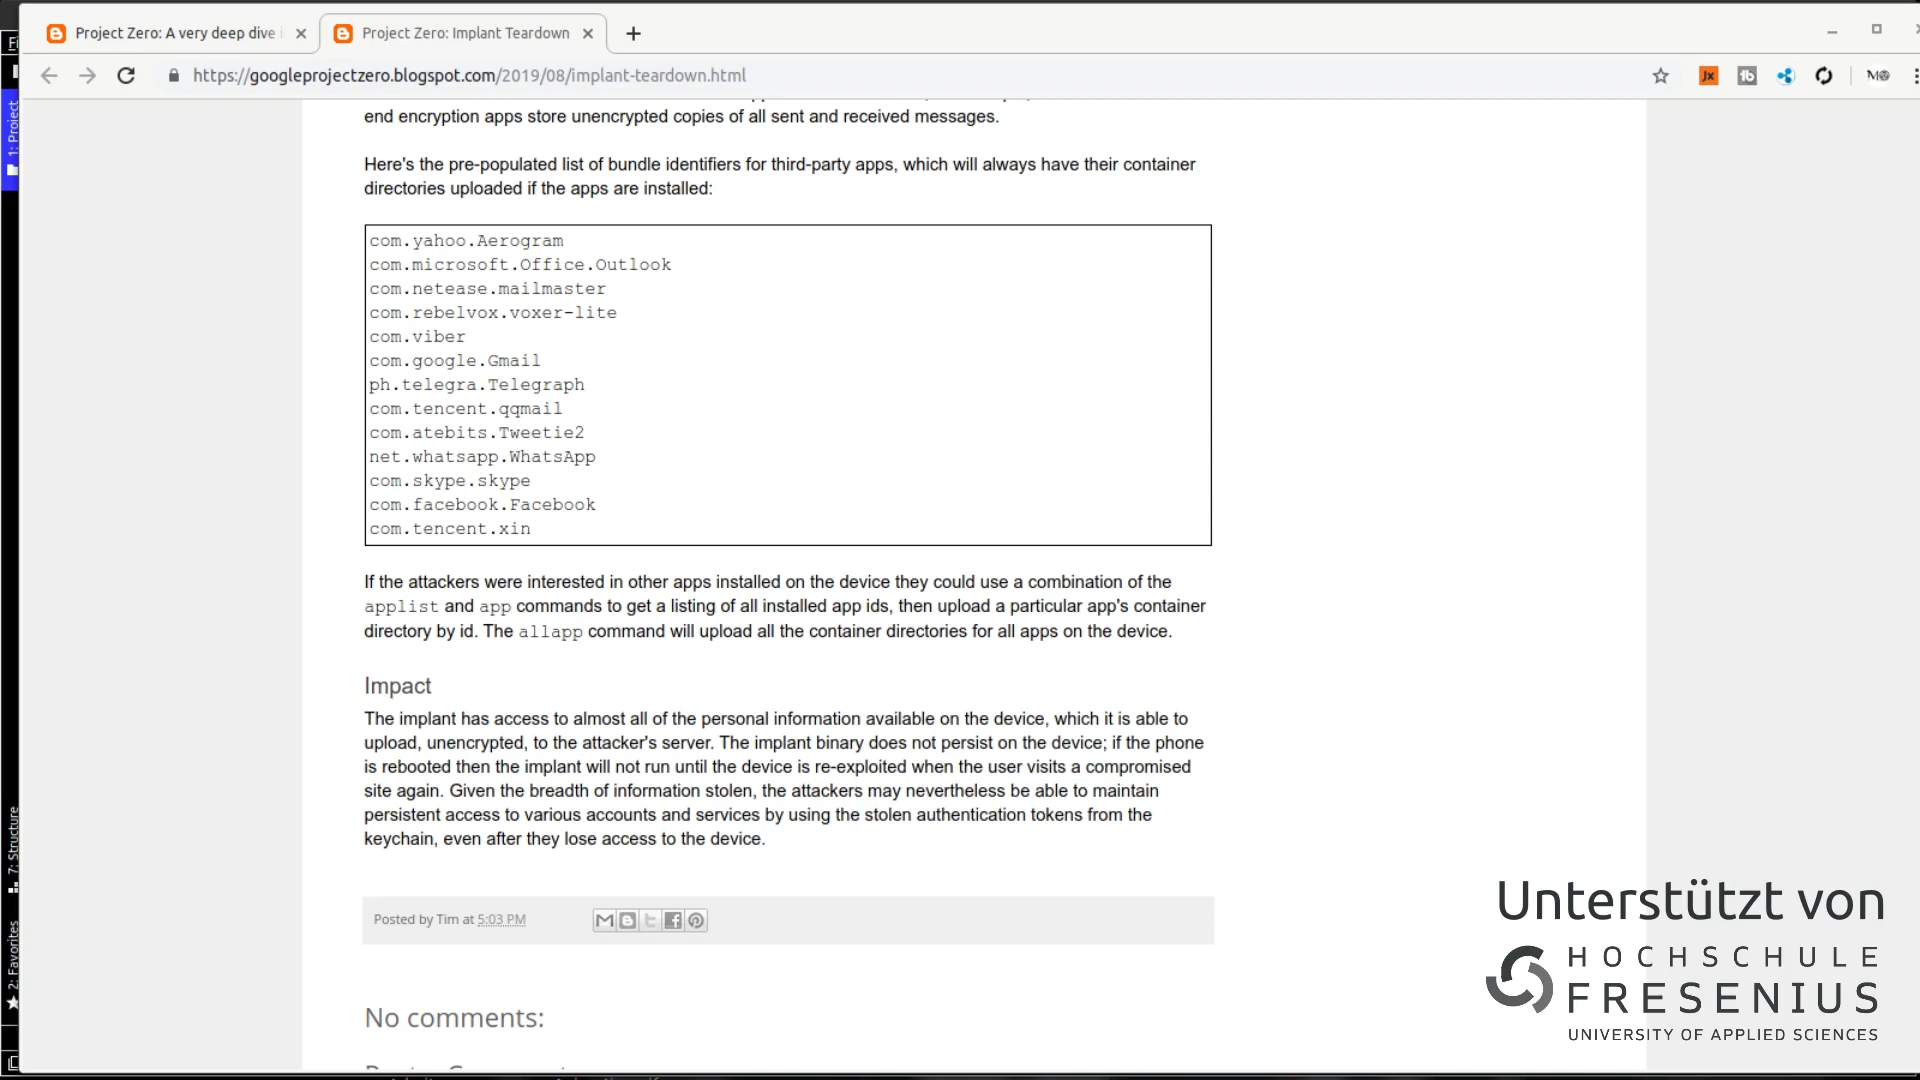 Project Zero: A very deep dive i
Project Zero: Implant Teardown
https://googleprojectzero.blogspot.com/2019/08/implant-teardown.html
1: Project
7: Structure
2: Favorites
end encryption apps store unencrypted copies of all sent and received messages.
Here's the pre-populated list of bundle identifiers for third-party apps, which will always have their container
directories uploaded if the apps are installed:
com.yahoo.Aerogram
com.microsoft.Office.Outlook
com.netease.mailmaster
com.rebelvox.voxer-lite
com.viber
com.google.Gmail
ph.telegra.Telegraph
com.tencent.qqmail
com.atebits.Tweetie2
net.whatsapp.WhatsApp
com.skype.skype
com.facebook.Facebook
com.tencent.xin
If the attackers were interested in other apps installed on the device they could use a combination of the
applist and app commands to get a listing of all installed app ids, then upload a particular app's container
directory by id. The allapp command will upload all the container directories for all apps on the device.
Impact
The implant has access to almost all of the personal information available on the device, which it is able to
upload, unencrypted, to the attacker's server. The implant binary does not persist on the device; if the phone
is rebooted then the implant will not run until the device is re-exploited when the user visits a compromised
site again. Given the breadth of information stolen, the attackers may nevertheless be able to maintain
persistent access to various accounts and services by using the stolen authentication tokens from the
keychain, even after they lose access to the device.
Posted by Tim at 5:03 PM
No comments:
Unterstützt von
HOCHSCHULE
FRESENIUS
UNIVERSITY OF APPLIED SCIENCES